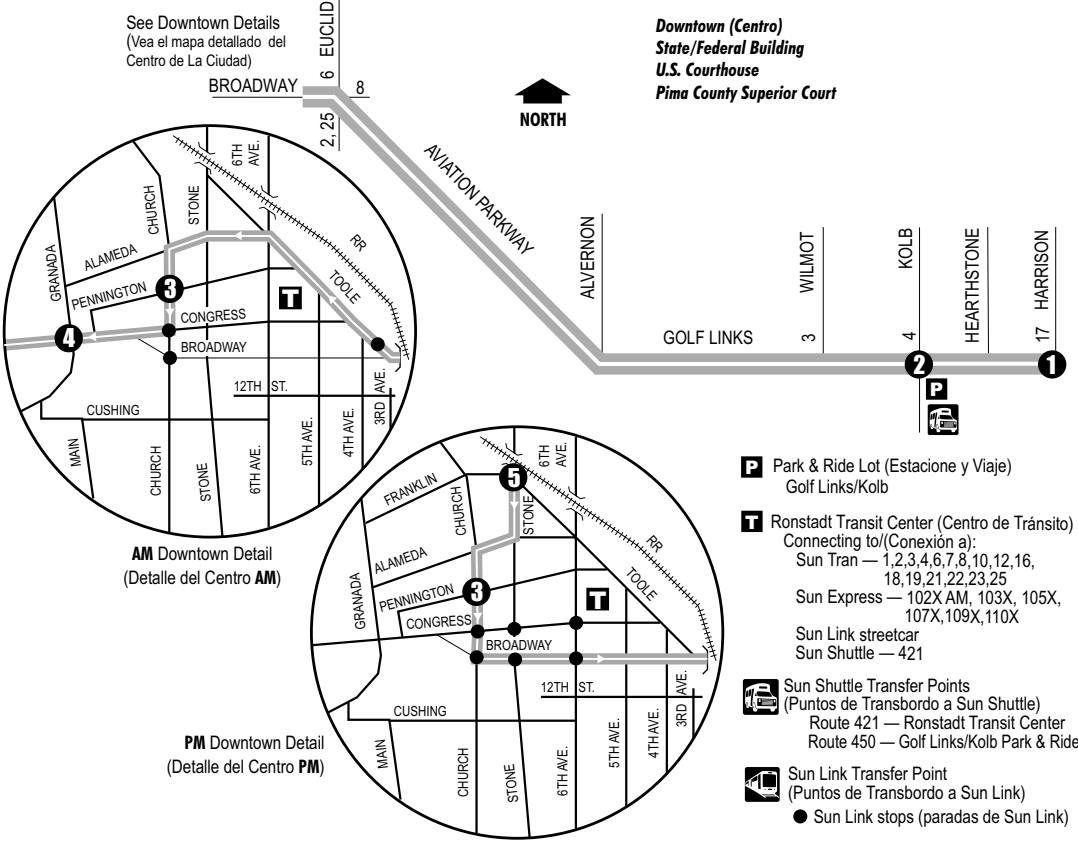 See Downtown Details
(Vea el mapa detallado del
Centro de La Ciudad)
BROADWAY
6 EUCLID
8
2, 25
Downtown (Centro)
State/Federal Building
U.S. Courthouse
Pima County Superior Court
NORTH
AVIATION PARKWAY
ALVERNON
GOLF LINKS
3 WILMOT
4 KOLB
HEARTHSTONE
17 HARRISON
2
1
P
6TH
AVE.
CHURCH
STONE
RR
GRANADA
ALAMEDA
TOOLE
PENNINGTON
3
T
CONGRESS
4
BROADWAY
12TH ST.
3RD AVE.
CUSHING
MAIN
CHURCH
STONE
6TH AVE.
5TH AVE.
4TH AVE.
AM Downtown Detail
(Detalle del Centro AM)
6TH
AVE.
5
FRANKLIN
CHURCH
STONE
RR
ALAMEDA
TOOLE
GRANADA
PENNINGTON
3
T
CONGRESS
BROADWAY
12TH ST.
3RD AVE.
CUSHING
MAIN
CHURCH
STONE
6TH AVE.
5TH AVE.
4TH AVE.
PM Downtown Detail
(Detalle del Centro PM)
P Park & Ride Lot (Estacione y Viaje)
Golf Links/Kolb
T Ronstadt Transit Center (Centro de Tránsito)
Connecting to/(Conexión a):
Sun Tran — 1,2,3,4,6,7,8,10,12,16,
18,19,21,22,23,25
Sun Express — 102X AM, 103X, 105X,
107X,109X,110X
Sun Link streetcar
Sun Shuttle — 421
Sun Shuttle Transfer Points
(Puntos de Transbordo a Sun Shuttle)
Route 421 — Ronstadt Transit Center
Route 450 — Golf Links/Kolb Park & Ride
Sun Link Transfer Point
(Puntos de Transbordo a Sun Link)
Sun Link stops (paradas de Sun Link)